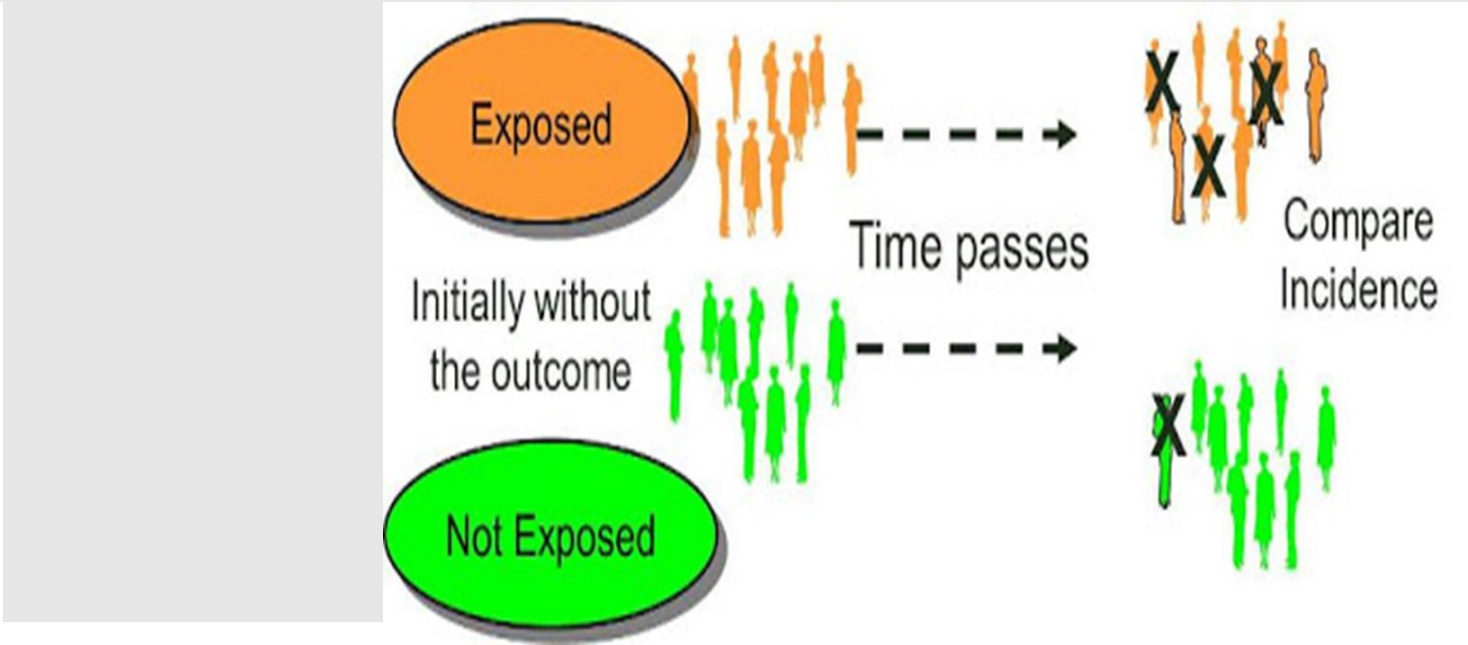 Exposed
Time passes
Compare
Incidence
Initially without
the outcome
Not Exposed
X
X
X
X